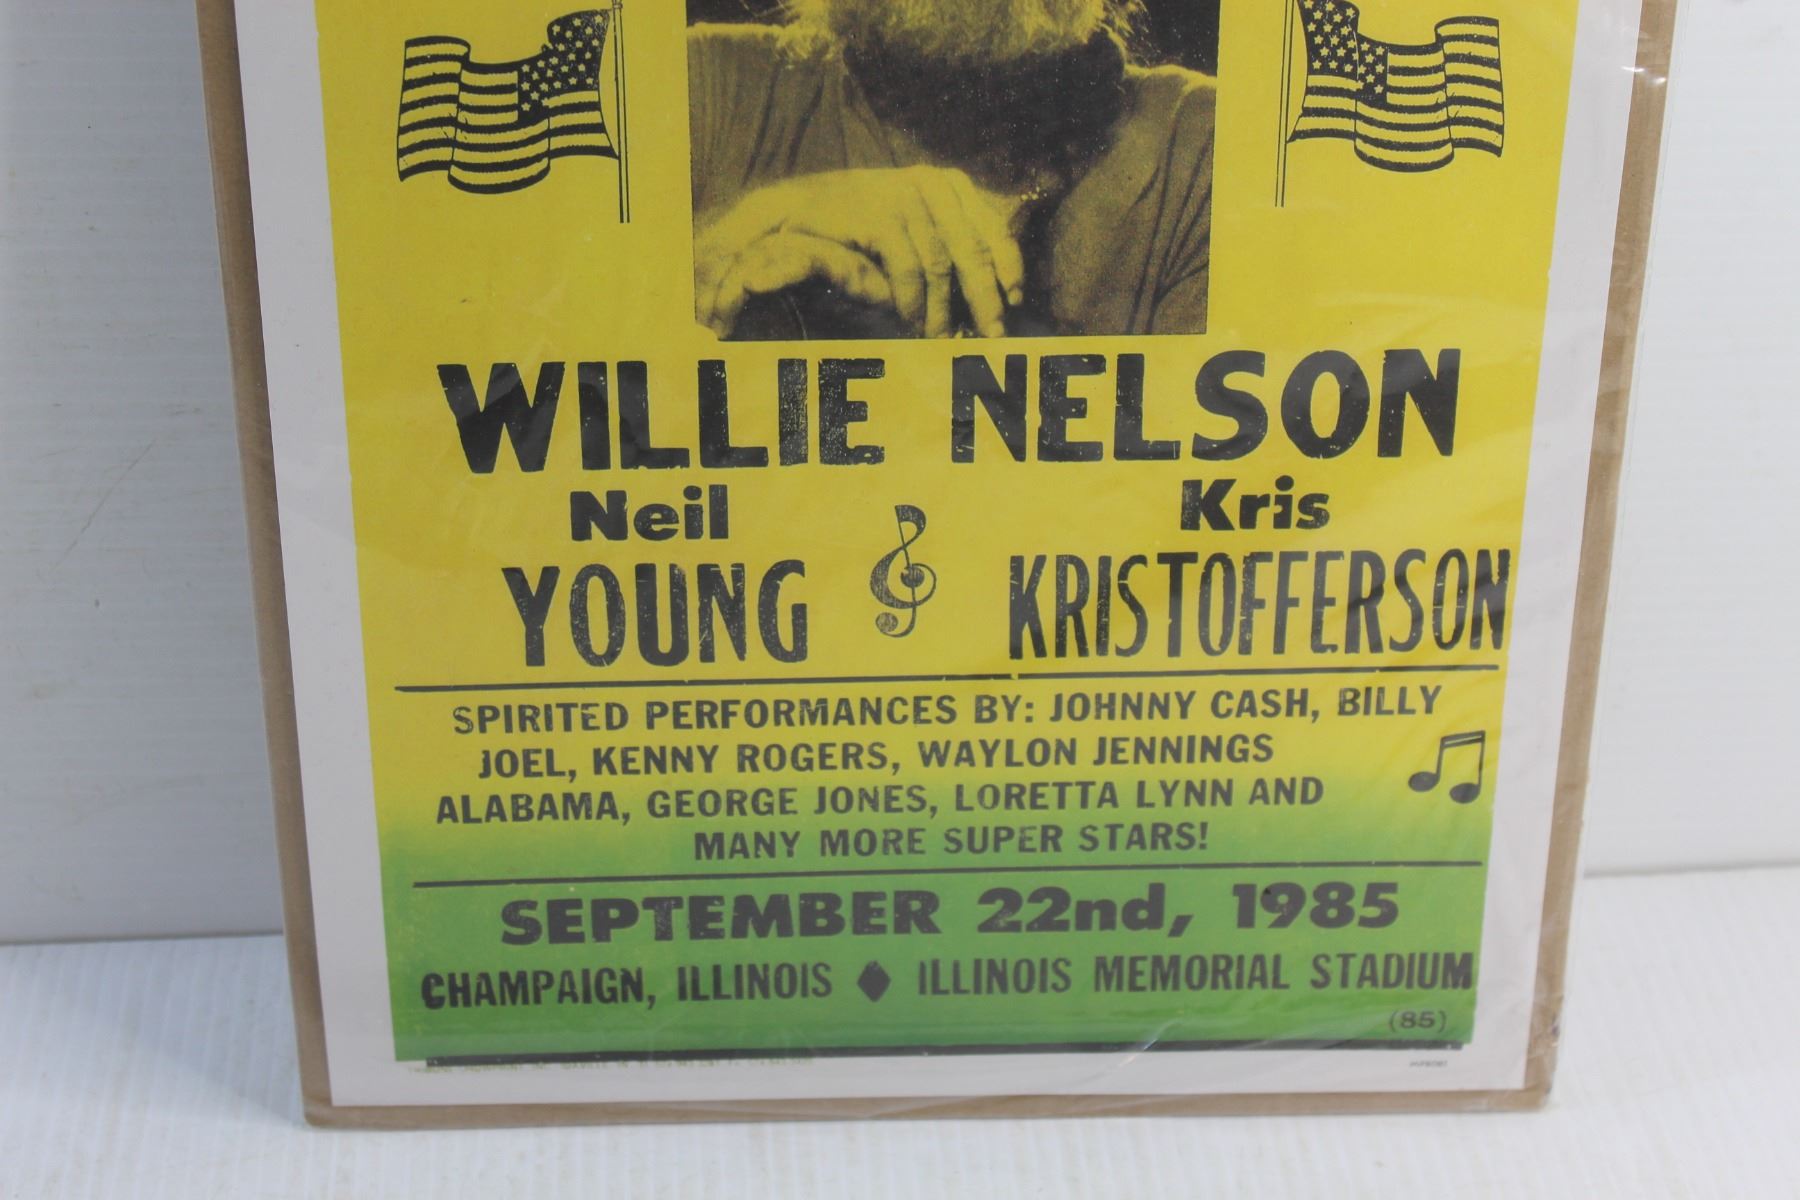 WILLIE NELSON
Neil YOUNG
Kris KRISTOFFERSON
SPIRITED PERFORMANCES BY: JOHNNY CASH, BILLY
JOEL, KENNY ROGERS, WAYLON JENNINGS
ALABAMA, GEORGE JONES, LORETTA LYNN AND
MANY MORE SUPER STARS!
SEPTEMBER 22nd, 1985
CHAMPAIGN, ILLINOIS ♦ ILLINOIS MEMORIAL STADIUM
(85)